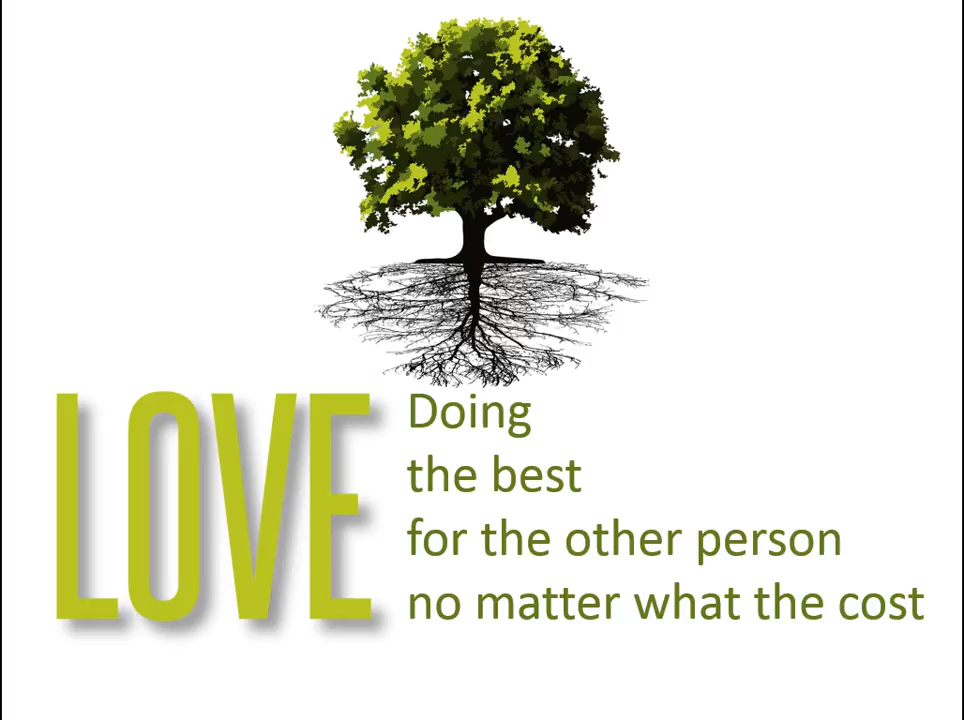 LOVE
Doing
the best
for the other person
no matter what the cost